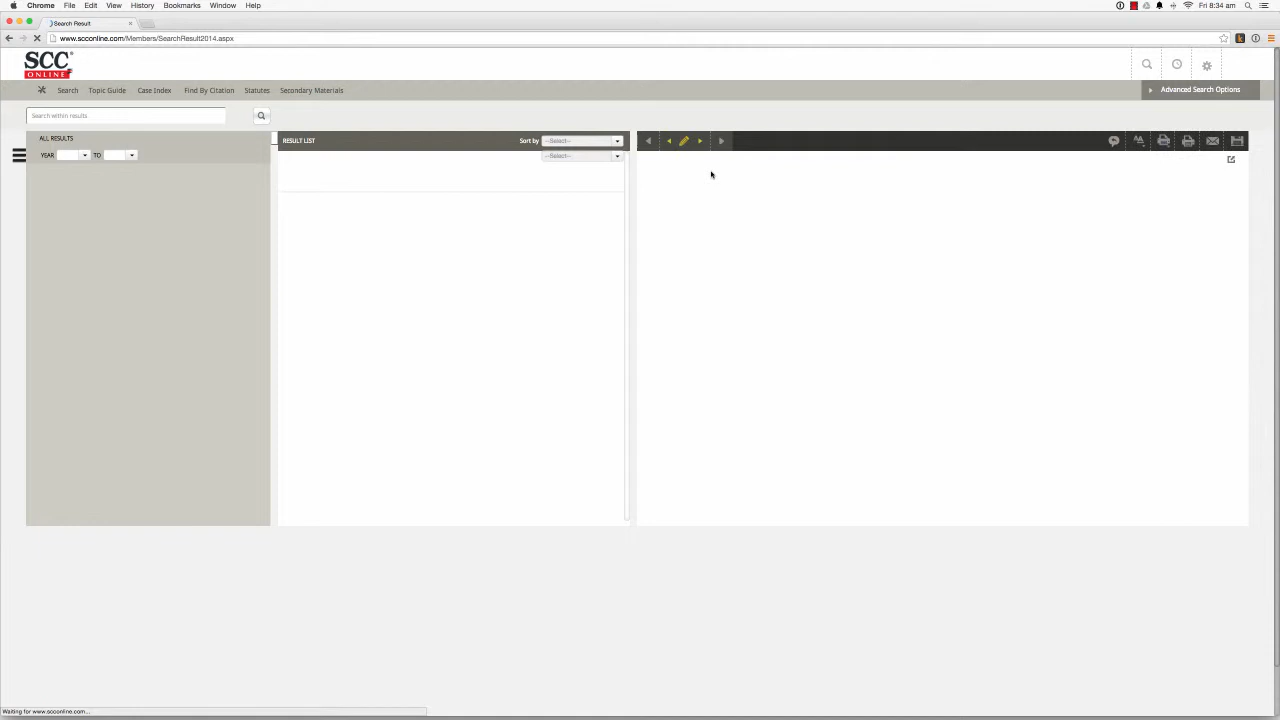 Chrome File Edit View History Bookmarks Window Help Fri 8:34 am
Search Result
www.scconline.com/Members/SearchResult2014.aspx
SCC
ONLINE
Search Topic Guide Case Index Find By Citation Statutes Secondary Materials Advanced Search Options
Search within results
ALL RESULTS
YEAR TO
RESULT LIST Sort by --Select--
--Select--
AA
Waiting for www.scconline.com...